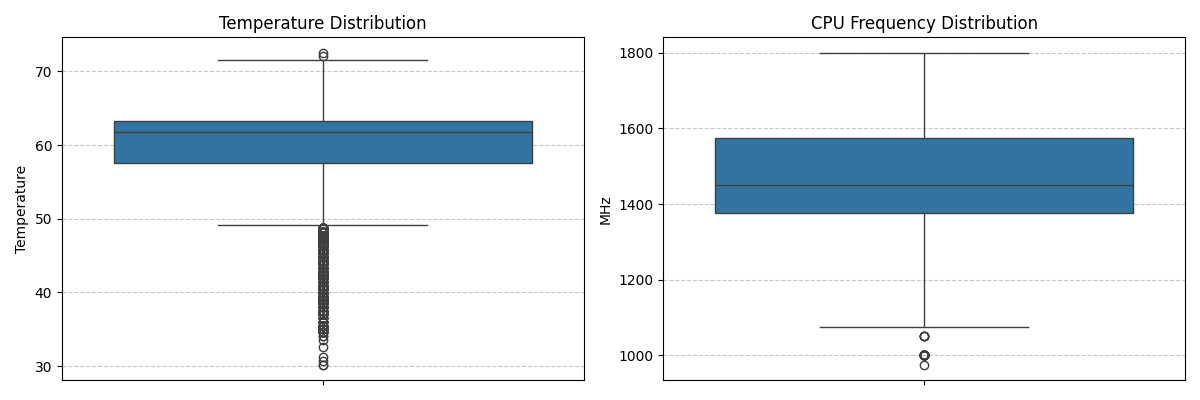 Temperature Distribution
Temperature
70
60
50
40
30
CPU Frequency Distribution
MHz
1800
1600
1400
1200
1000